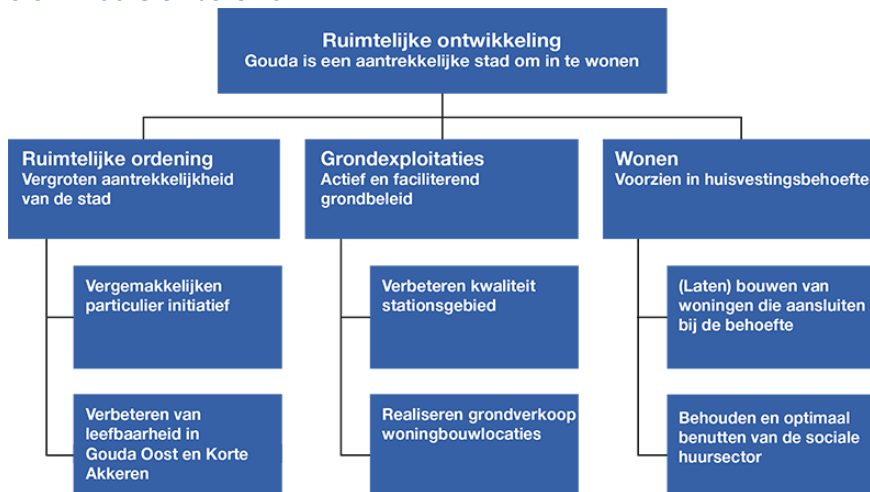 Ruimtelijke ontwikkeling
Gouda is een aantrekkelijke stad om in te wonen
Ruimtelijke ordening
Vergroten aantrekkelijkheid
van de stad
Vergemakkelijken
particulier initiatief
Verbeteren van
leefbaarheid in
Gouda Oost en Korte
Akkeren
Grondexploitaties
Actief en faciliterend
grondbeleid
Verbeteren kwaliteit
stationsgebied
Realiseren grondverkoop
woningbouwlocaties
Wonen
Voorzien in huisvestingsbehoefte
(Laten) bouwen van
woningen die aansluiten
bij de behoefte
Behouden en optimaal
benutten van de sociale
huursector